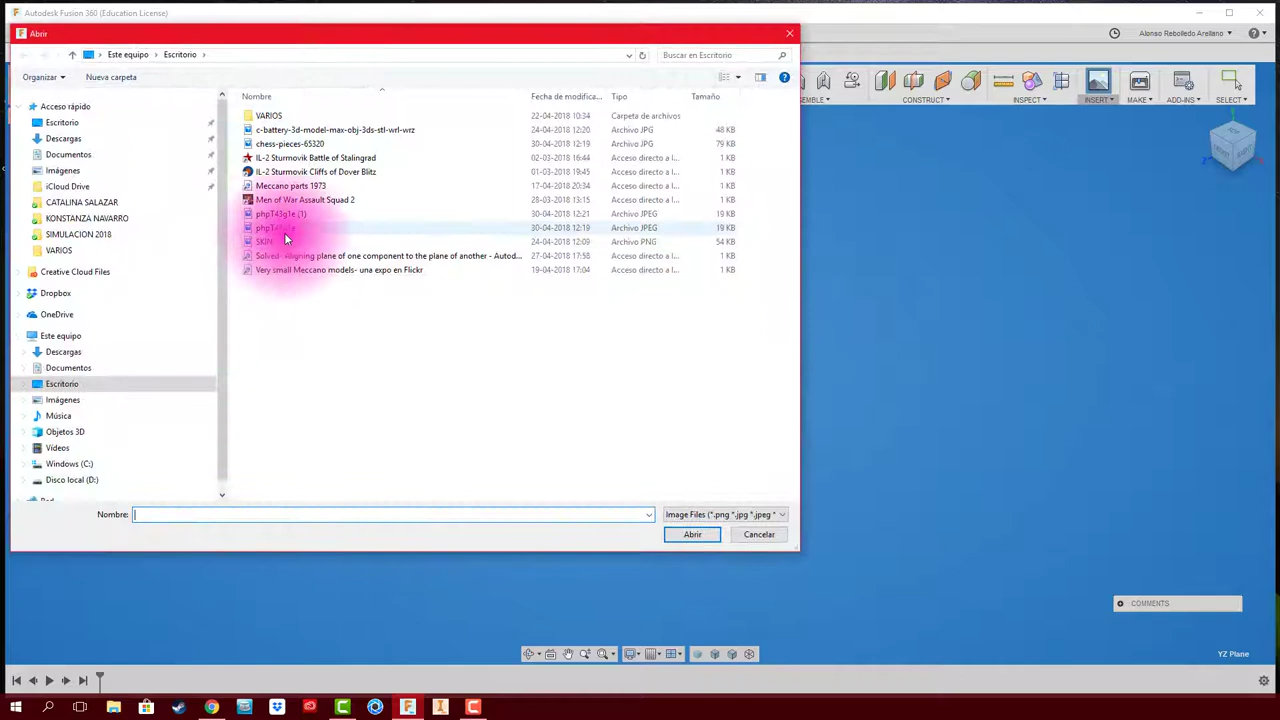 Autodesk Fusion 360 (Education License)
Abrir
Alonso Rebolledo Arellano
Este equipo
Escritorio
Buscar en Escritorio
Organizar
Nueva carpeta
CONSTRUCT
INSPECT
INSERT
MAKE
ADD-INS
SELECT
Nombre
Fecha de modifica...
Tipo
Tamaño
Acceso rápido
VARIOS
22-04-2018 10:34
Carpeta de archivos
Escritorio
c-battery-3d-model-max-obj-3ds-stl-wrl-wrz
24-04-2018 12:20
Archivo JPG
48 KB
Descargas
chess-pieces-65320
30-04-2018 12:19
Archivo JPG
79 KB
Documentos
IL-2 Sturmovik Battle of Stalingrad
02-03-2018 16:44
Acceso directo a I...
1 KB
Imágenes
IL-2 Sturmovik Cliffs of Dover Blitz
01-03-2018 19:45
Acceso directo a I...
1 KB
iCloud Drive
Meccano parts 1973
17-04-2018 20:34
Acceso directo a I...
1 KB
CATALINA SALAZAR
Men of War Assault Squad 2
28-03-2018 13:15
Acceso directo a I...
1 KB
KONSTANZA NAVARRO
phpT43g1e (1)
30-04-2018 12:21
Archivo JPEG
19 KB
30-04-2018 12:19
Archivo JPEG
19 KB
SIMULACION 2018
SKIN
24-04-2018 12:09
Archivo PNG
54 KB
VARIOS
Solved- Aligning plane of one component to the plane of another - Autod...
27-04-2018 17:58
Acceso directo a I...
1 KB
Creative Cloud Files
Very small Meccano models- una expo en Flickr
19-04-2018 17:04
Acceso directo a I...
1 KB
Dropbox
OneDrive
Este equipo
Descargas
Documentos
Escritorio
Imágenes
Música
Objetos 3D
Vídeos
Windows (C:)
Disco local (D:)
Nombre:
Image Files (*.png *.jpg *.jpeg *
Abrir
Cancelar
COMMENTS
YZ Plane